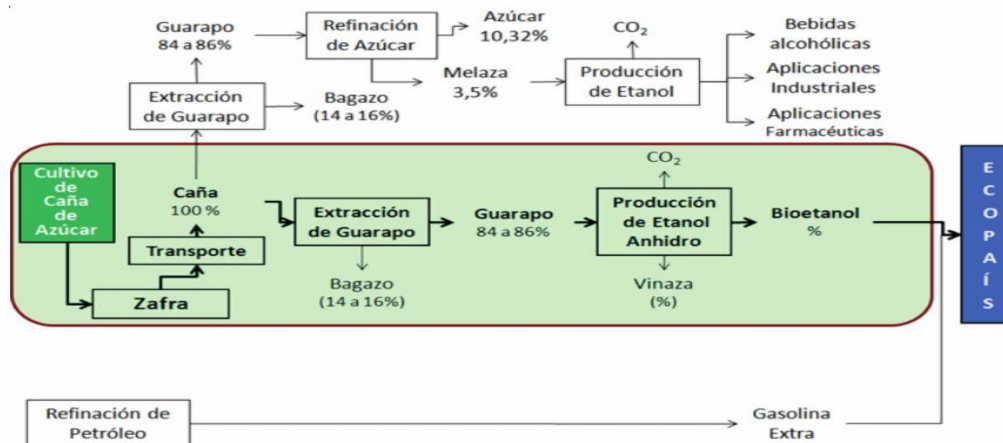 Guarapo
84 a 86%
Refinación
de Azúcar
Azúcar
10,32%
CO₂
Bebidas
alcohólicas
Melaza
3,5%
Producción
de Etanol
Aplicaciones
Industriales
Extracción
de Guarapo
Bagazo
(14 a 16%)
Aplicaciones
Farmacéuticas
Cultivo
de
Caña
de
Azúcar
Caña
100 %
Transporte
Zafra
Extracción
de Guarapo
Bagazo
(14 a 16%)
Guarapo
84 a 86%
CO₂
Producción
de Etanol
Anhidro
Vinaza
(%)
Bioetanol
%
E
C
O
P
A
Í
S
Refinación de
Petróleo
Gasolina
Extra